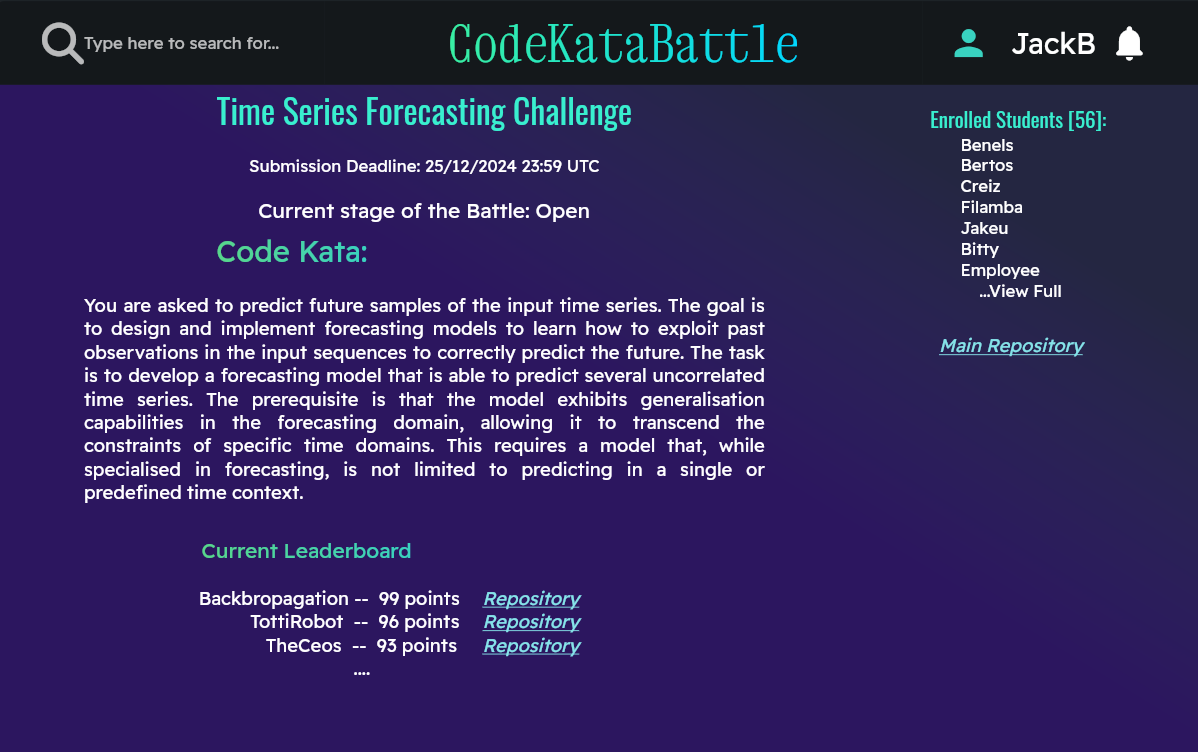 Type here to search for...
CodeKataBattle
JackB
Time Series Forecasting Challenge
Submission Deadline: 25/12/2024 23:59 UTC
Current stage of the Battle: Open
Code Kata:
You are asked to predict future samples of the input time series. The goal is
to design and implement forecasting models to learn how to exploit past
observations in the input sequences to correctly predict the future. The task
is to develop a forecasting model that is able to predict several uncorrelated
time series. The prerequisite is that the model exhibits generalisation
capabilities in the forecasting domain, allowing it to transcend the
constraints of specific time domains. This requires a model that, while
specialised in forecasting, is not limited to predicting in a single or
predefined time context.
Current Leaderboard
Backbropagation -- 99 points Repository
TottiRobot -- 96 points Repository
TheCeos -- 93 points Repository
....
Enrolled Students [56]:
Benels
Bertos
Creiz
Filamba
Jakeu
Bitty
Employee
...View Full
Main Repository